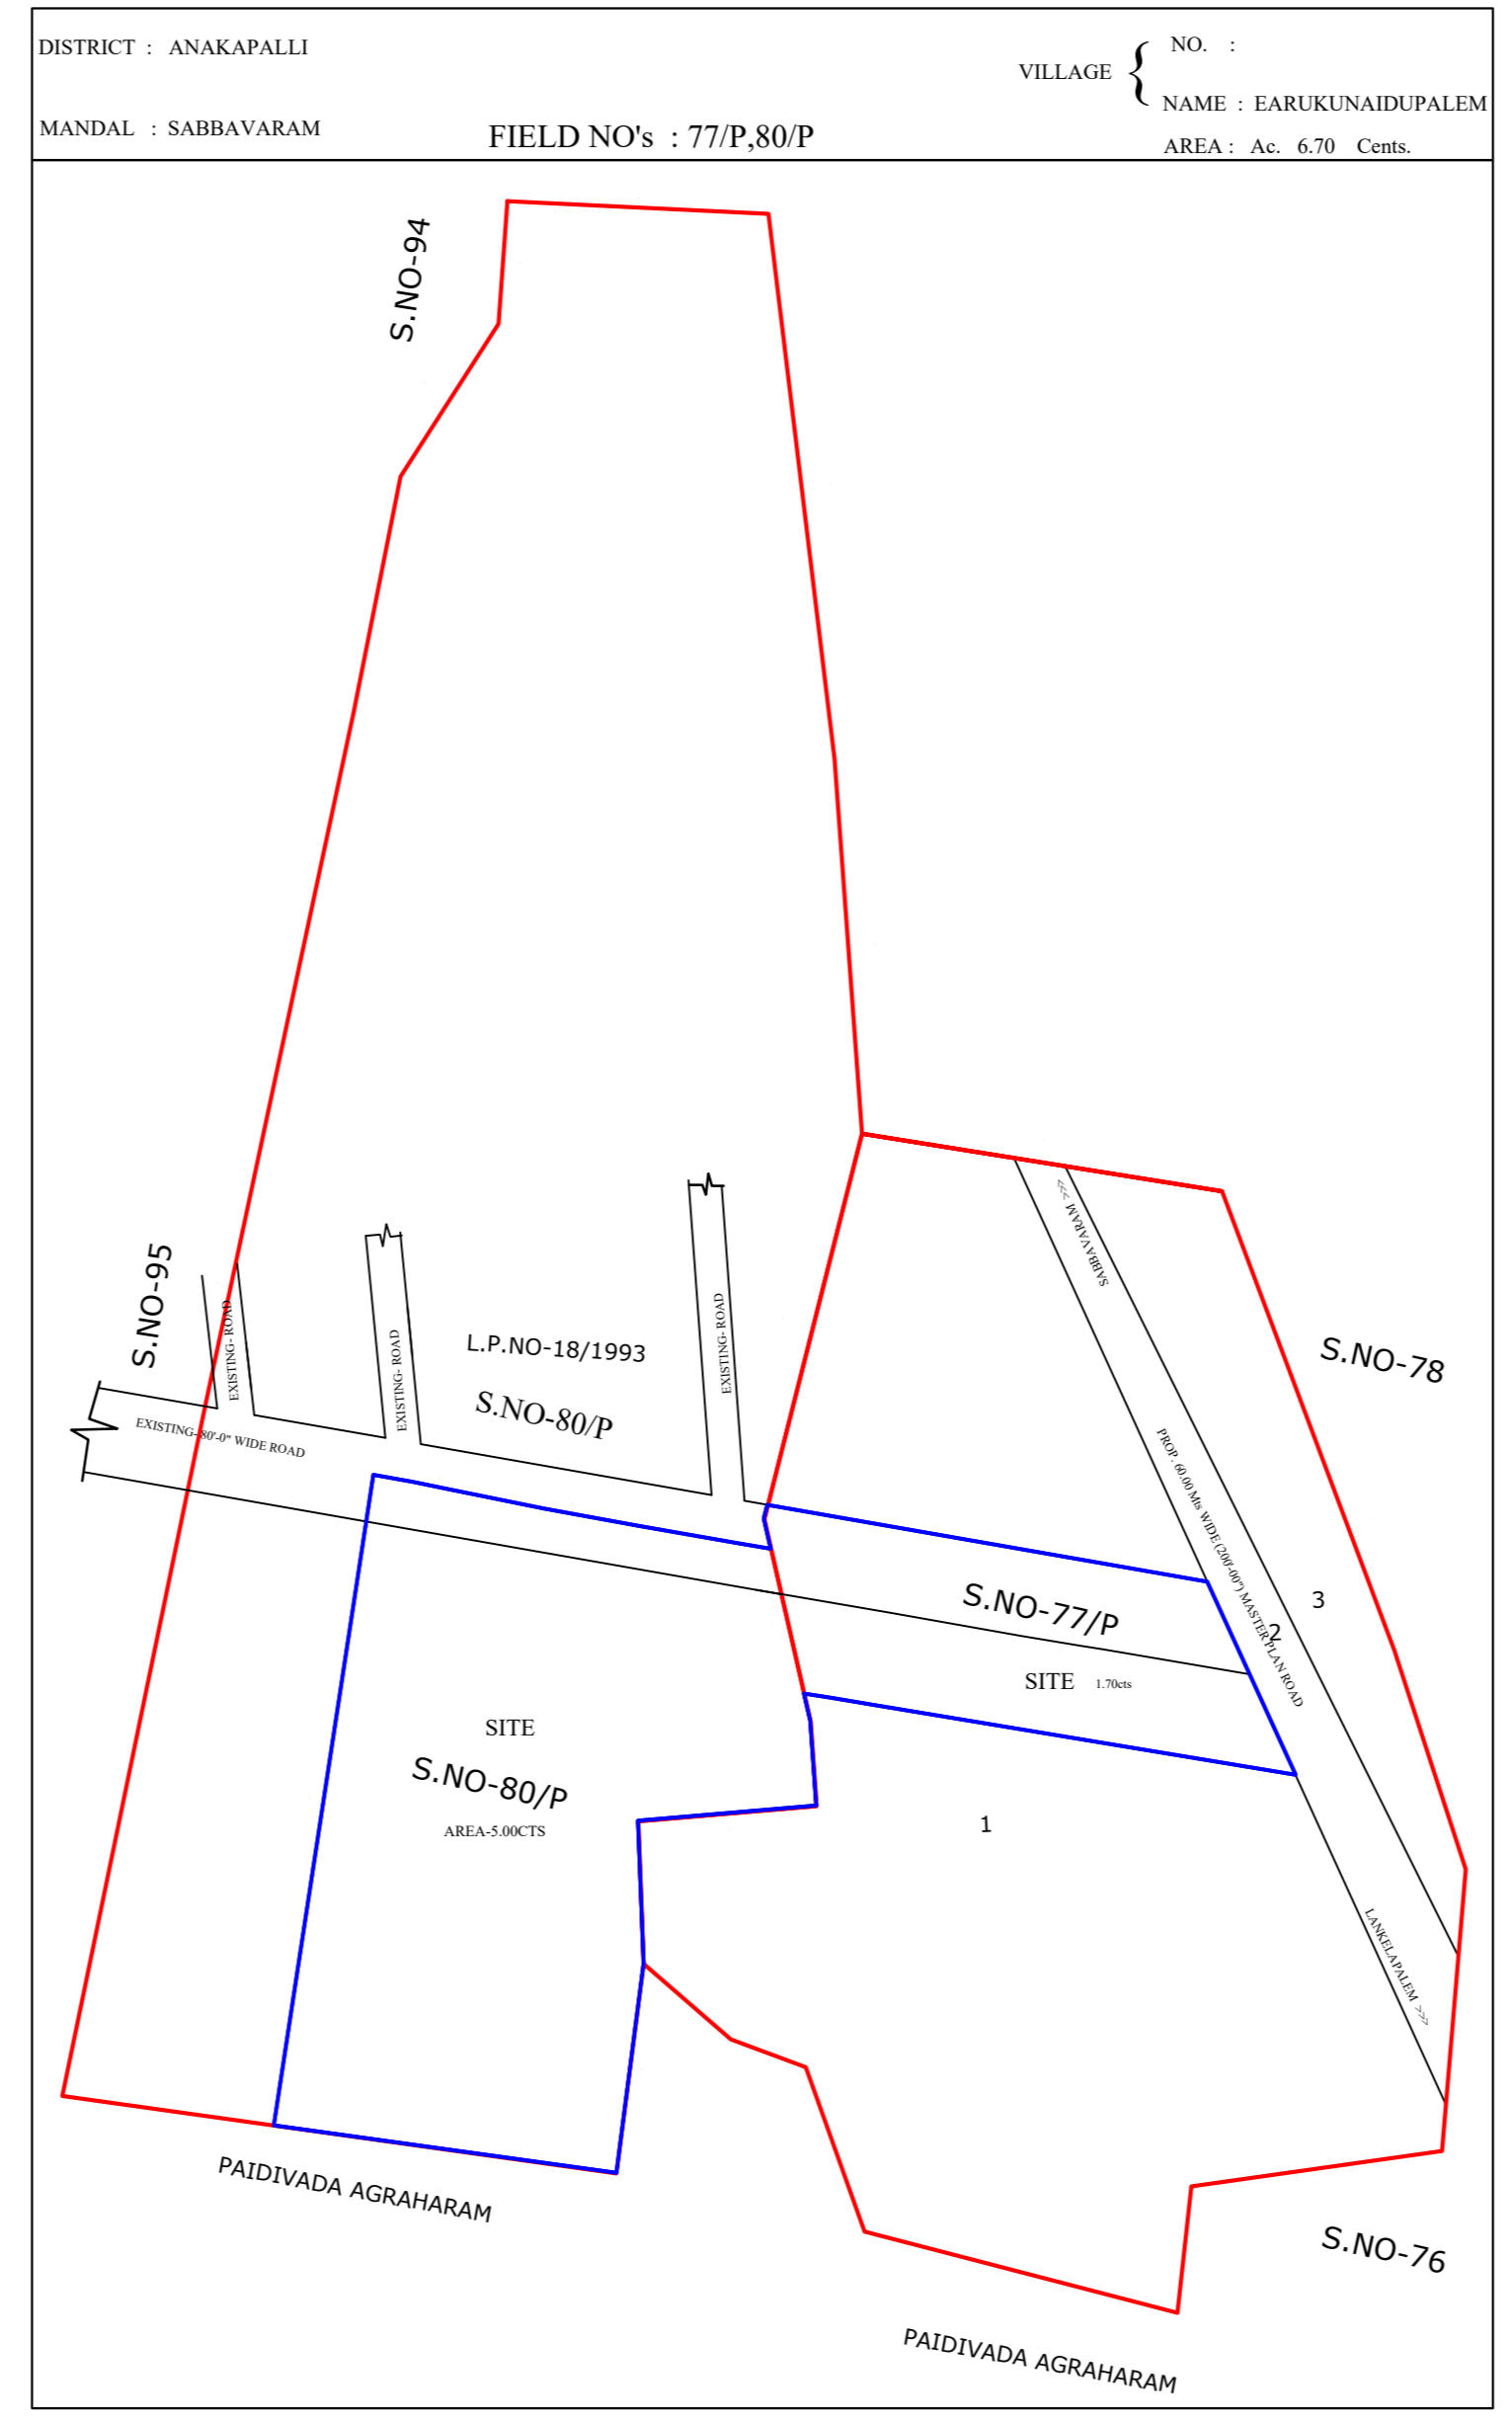 DISTRICT : ANAKAPALLI
VILLAGE { NO. :
NAME : EARUKUNAIDUPALEM
MANDAL : SABBAVARAM
FIELD NO's : 77/P,80/P
AREA : Ac. 6.70 Cents.
S.NO-94
SABBAVARAM >>>
S.NO-95
EXISTING- ROAD
EXISTING- ROAD
EXISTING- ROAD
L.P.NO-18/1993
S.NO-80/P
S.NO-78
EXISTING- 80'-0" WIDE ROAD
PROP. 60.00 Mts WIDE (200'-00") MASTER PLAN ROAD
S.NO-77/P
3
2
SITE 1.70cts
SITE
S.NO-80/P
AREA-5.00CTS
1
LANKELAPALEM >>>
PAIDIVADA AGRAHARAM
S.NO-76
PAIDIVADA AGRAHARAM